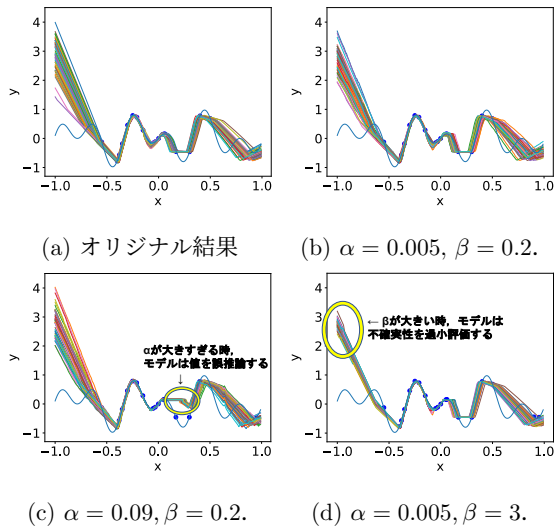 4
3
2
1
0
−1
y
−1.0 −0.5 0.0 0.5 1.0
x
(a) オリジナル結果
4
3
2
1
0
−1
y
−1.0 −0.5 0.0 0.5 1.0
x
(b) α = 0.005, β = 0.2.
4
3
2
1
0
−1
y
αが大きすぎる時,
モデルは値を誤推論する
↓
−1.0 −0.5 0.0 0.5 1.0
x
(c) α = 0.09, β = 0.2.
4
3
2
1
0
−1
y
← βが大きい時, モデルは
不確実性を過小評価する
−1.0 −0.5 0.0 0.5 1.0
x
(d) α = 0.005, β = 3.